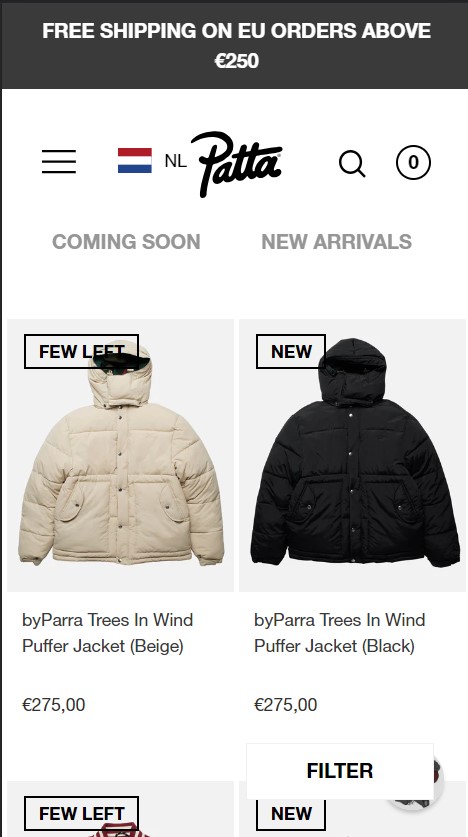 FREE SHIPPING ON EU ORDERS ABOVE
€250
NL
Patta
0
COMING SOON
NEW ARRIVALS
FEW LEFT
NEW
byParra Trees In Wind
Puffer Jacket (Beige)
€275,00
byParra Trees In Wind
Puffer Jacket (Black)
€275,00
FILTER
FEW LEFT
NEW